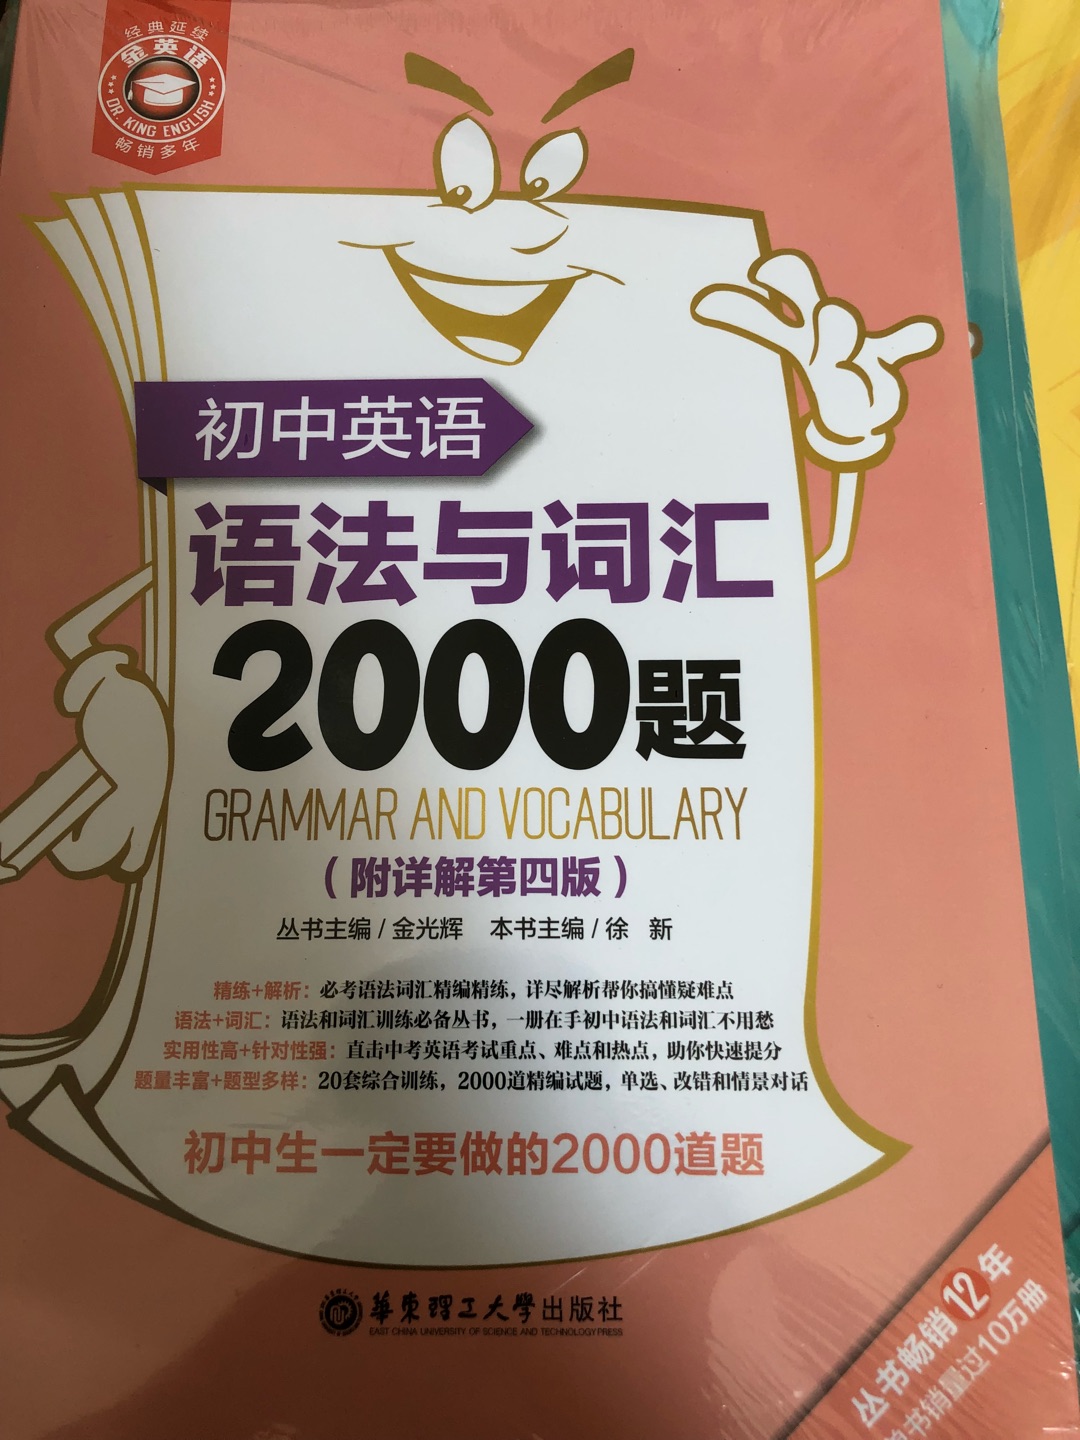 经典延续
金英语
DR. KING ENGLISH
畅销多年
初中英语
语法与词汇
2000题
GRAMMAR AND VOCABULARY
（附详解第四版）
丛书主编/金光辉 本书主编/徐 新
精练+解析：必考语法词汇精编精练，详尽解析帮你搞懂疑难点
语法+词汇：语法和词汇训练必备丛书，一册在手初中语法和词汇不用愁
实用性高+针对性强：直击中考英语考试重点、难点和热点，助你快速提分
题量丰富+题型多样：20套综合训练，2000道精编试题，单选、改错和情景对话
初中生一定要做的2000道题
丛书畅销12年
书销量过10万册
華東理工大學出版社
EAST CHINA UNIVERSITY OF SCIENCE AND TECHNOLOGY PRESS